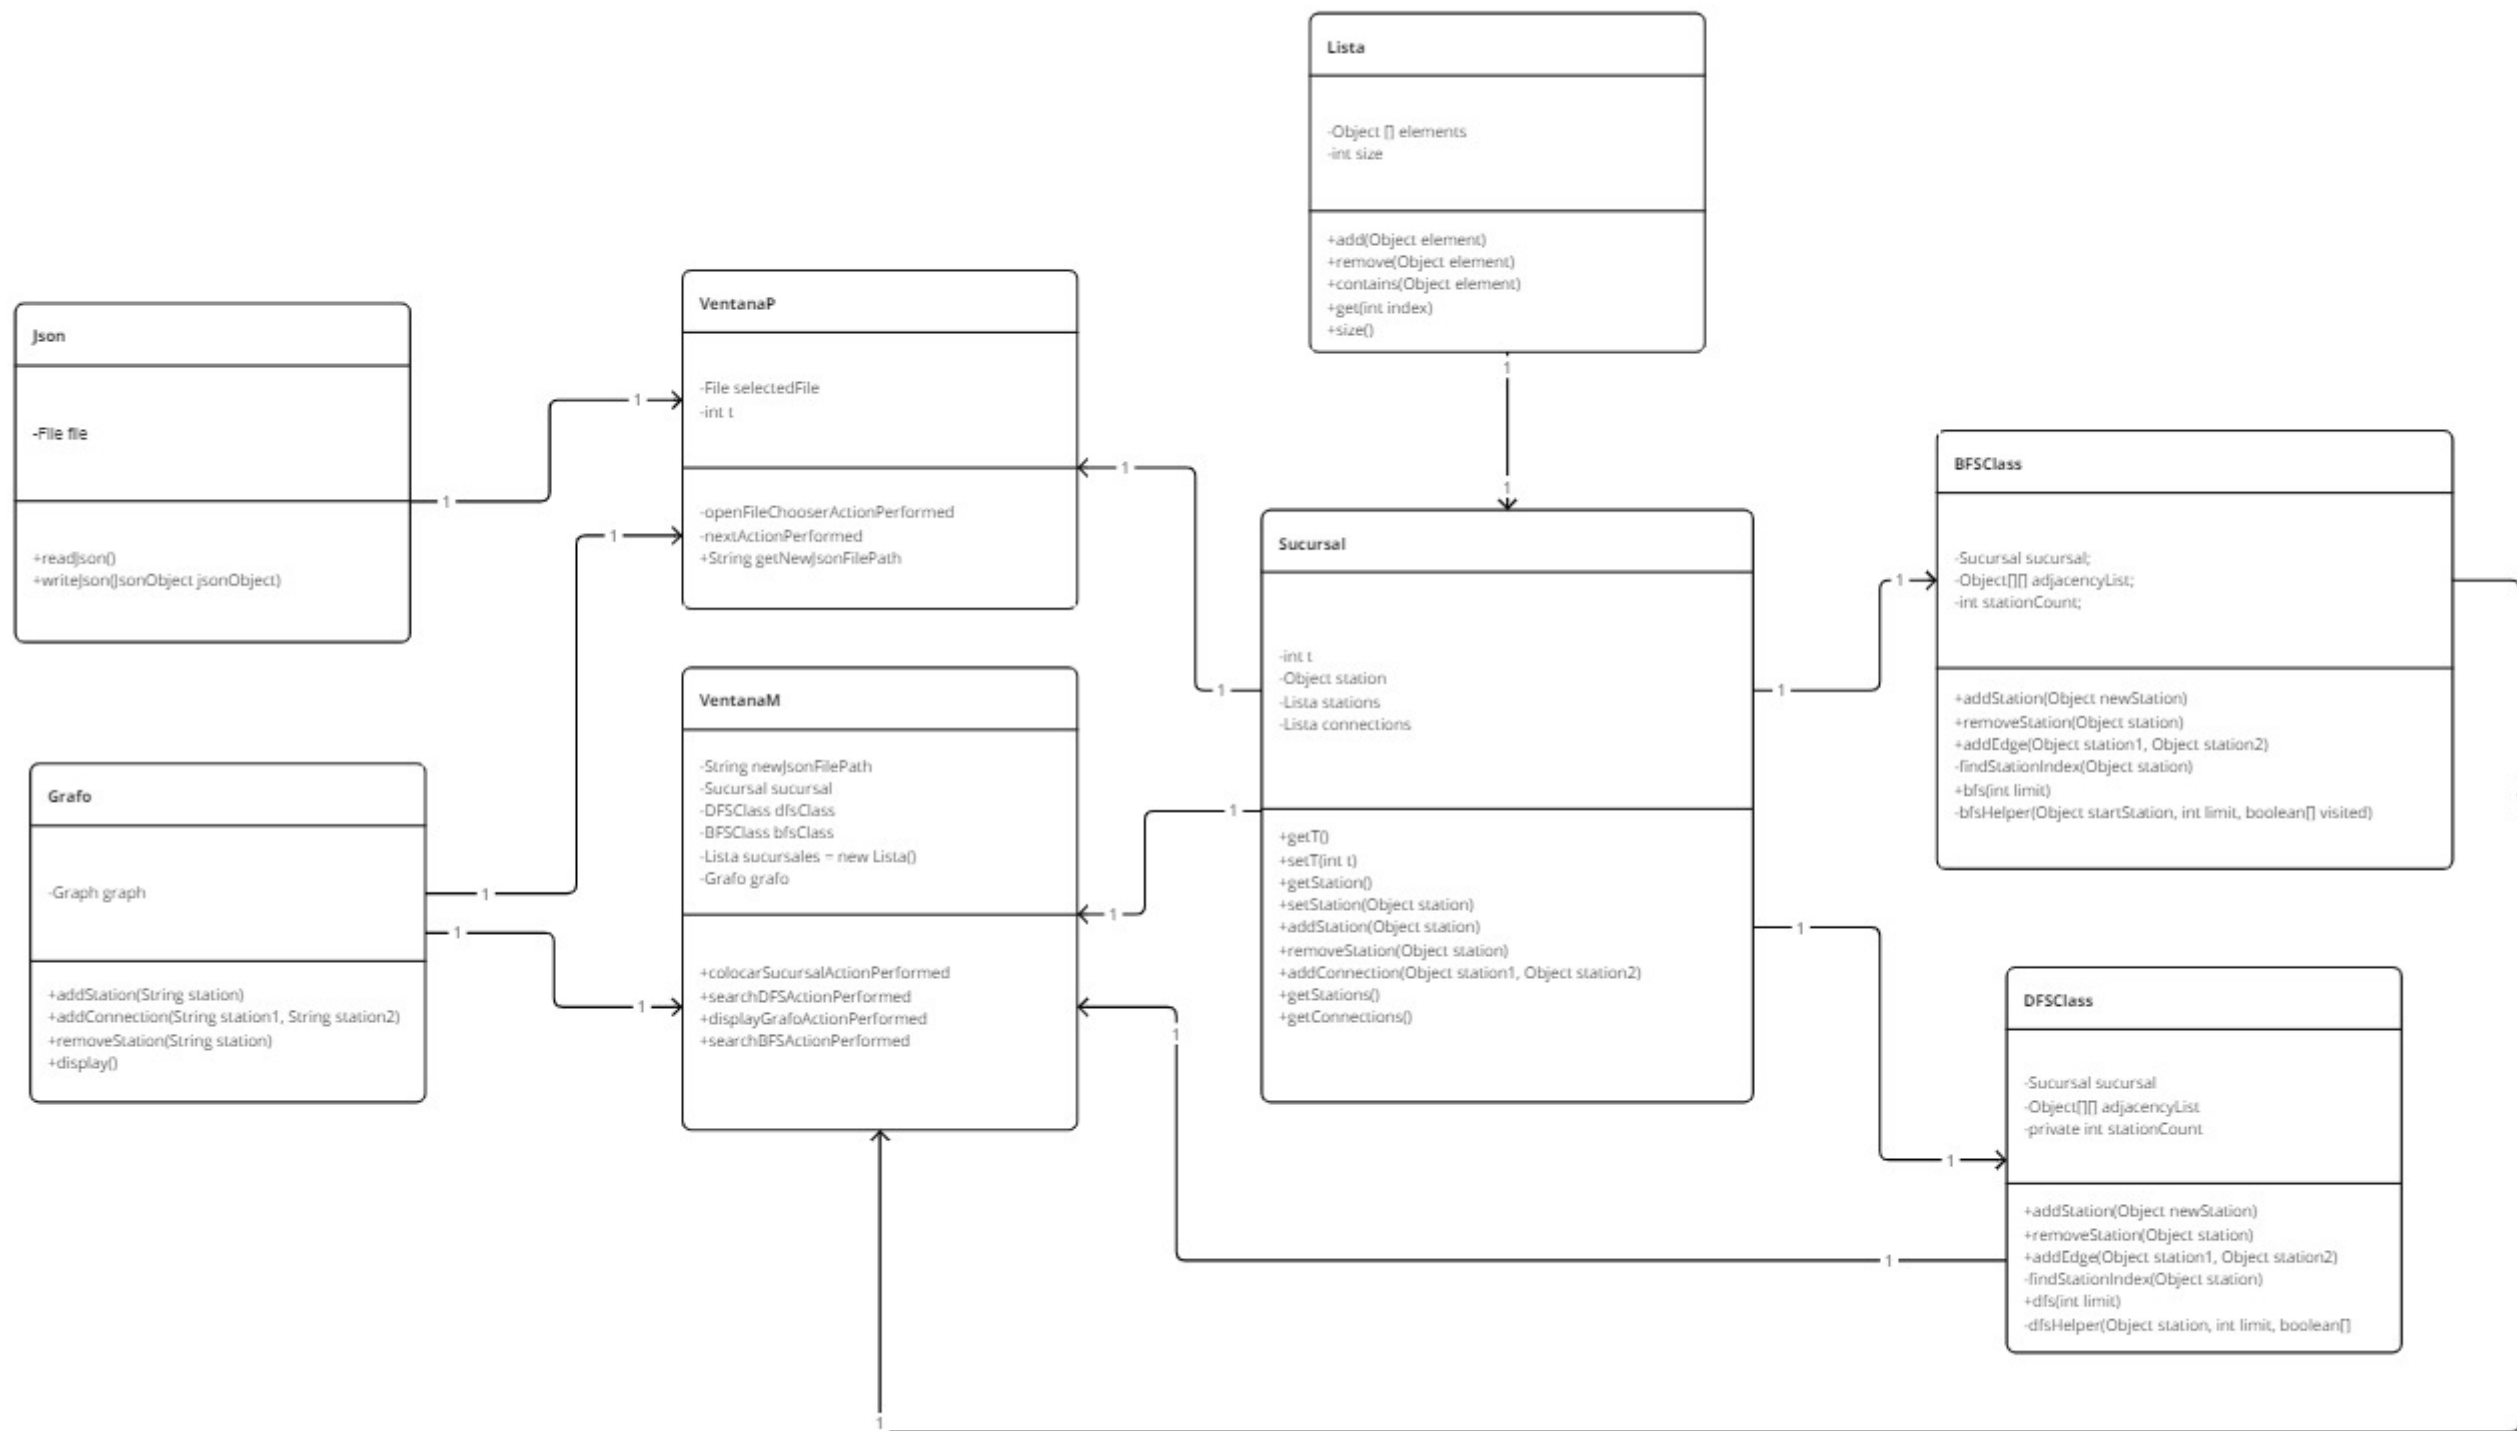 Lista
-Object [] elements
-int size
+add(Object element)
+remove(Object element)
+contains(Object element)
+get(int index)
+size()
1
1
VentanaP
-File selectedFile
-int t
-openFileChooserActionPerformed
-nextActionPerformed
+String getNewJsonFilePath
Json
-File file
+readJson()
+writeJson(JsonObject jsonObject)
1
1
1
1
1
1
BFSClass
-Sucursal sucursal;
-Object[][] adjacencyList;
-int stationCount;
+addStation(Object newStation)
+removeStation(Object station)
+addEdge(Object station1, Object station2)
-findStationIndex(Object station)
+bfs(int limit)
-bfsHelper(Object startStation, int limit, boolean[] visited)
Sucursal
-int t
-Object station
-Lista stations
-Lista connections
+getT()
+setT(int t)
+getStation()
+setStation(Object station)
+addStation(Object station)
+removeStation(Object station)
+addConnection(Object station1, Object station2)
+getStations()
+getConnections()
1
1
VentanaM
-String newJsonFilePath
-Sucursal sucursal
-DFSClass dfsClass
-BFSClass bfsClass
-Lista sucursales = new Lista()
-Grafo grafo
+colocarSucursalActionPerformed
+searchDFSActionPerformed
+displayGrafoActionPerformed
+searchBFSActionPerformed
1
1
Grafo
-Graph graph
+addStation(String station)
+addConnection(String station1, String station2)
+removeStation(String station)
+display()
1
1
1
1
DFSClass
-Sucursal sucursal
-Object[][] adjacencyList
-private int stationCount
+addStation(Object newStation)
+removeStation(Object station)
+addEdge(Object station1, Object station2)
-findStationIndex(Object station)
+dfs(int limit)
-dfsHelper(Object station, int limit, boolean[]
1
1
1